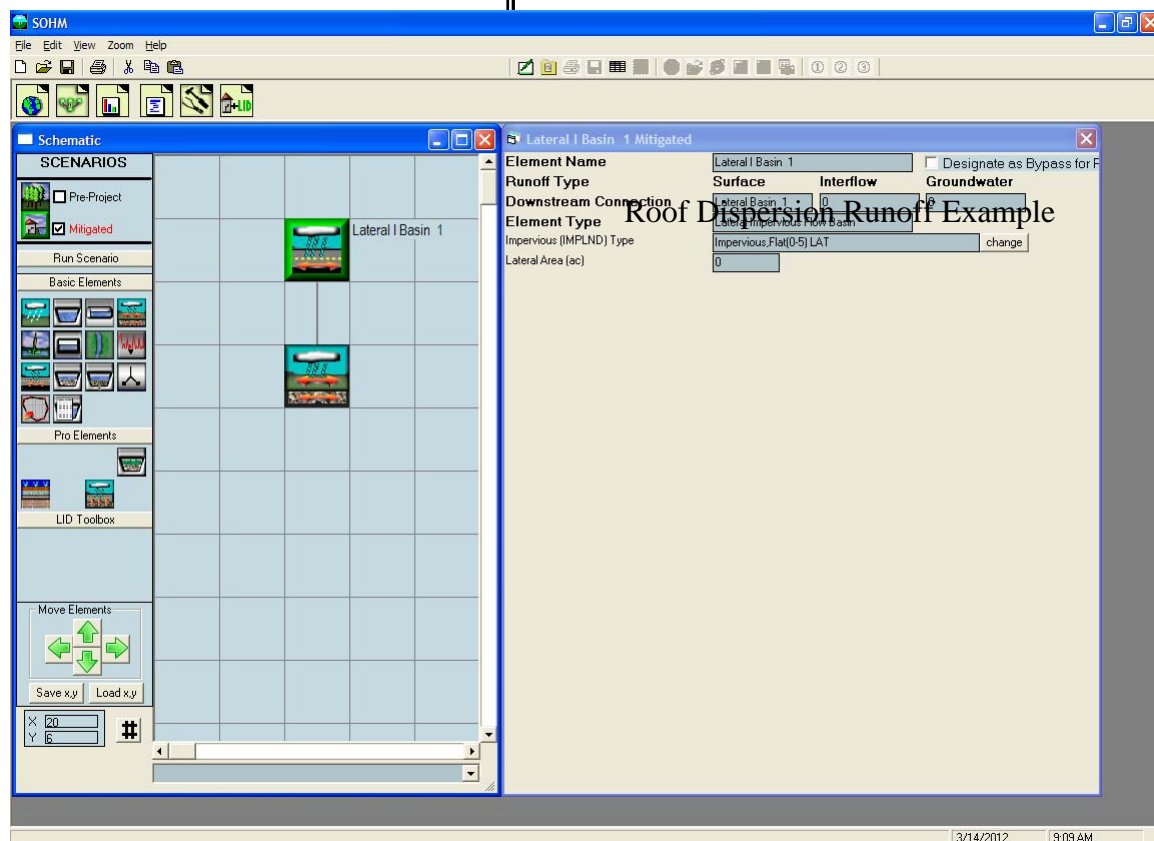 SOHM
File Edit View Zoom Help
+LID
Schematic
SCENARIOS
Pre-Project
Mitigated
Run Scenario
Basic Elements
Pro Elements
LID Toolbox
Move Elements
Save x,y Load x,y
X 20
Y 6
#
Lateral I Basin 1
Lateral I Basin 1 Mitigated
Element Name Lateral I Basin 1 Designate as Bypass for P
Runoff Type Surface Interflow Groundwater
Downstream Connection Lateral Basin 1 0 0
Roof Dispersion Runoff Example
Element Type Lateral Impervious Flow Basin
Impervious (IMPLND) Type Impervious,Flat(0-5) LAT change
Lateral Area (ac) 0
3/14/2012 9:09 AM